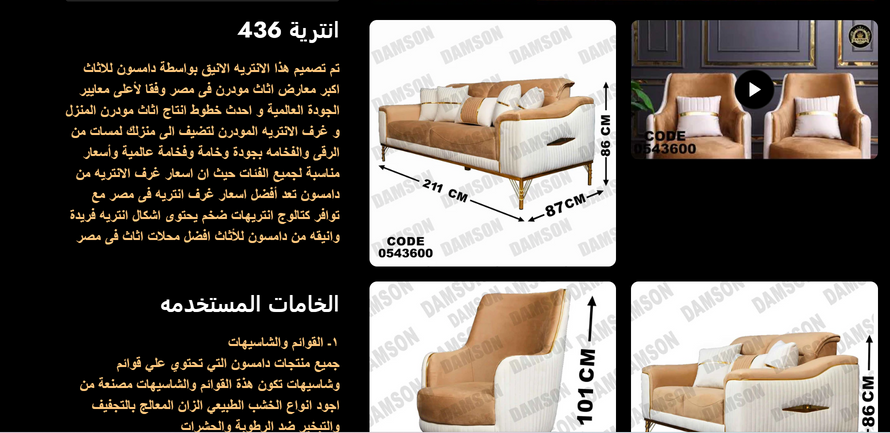 انترية 436
تم تصميم هذا الانتريه الانيق بواسطة دامسون للاثاث
اكبر معارض اثاث مودرن فى مصر وفقا لأعلى معايير
الجودة العالمية و احدث خطوط انتاج اثاث مودرن المنزل
و غرف الانتريه المودرن لتضيف الى منزلك لمسات من
الرقى والفخامه بجودة وخامة وفخامة عالمية وأسعار
مناسبة لجميع الفئات حيث ان اسعار غرف الانتريه من
دامسون تعد أفضل اسعار غرف انتريه فى مصر مع
توافر كتالوج انتريهات ضخم يحتوى اشكال انتريه فريدة
وانيقه من دامسون للأثاث افضل محلات اثاث فى مصر
الخامات المستخدمه
١- القوائم والشاسيهات
جميع منتجات دامسون التي تحتوي علي قوائم
وشاسيهات تكون هذة القوائم والشاسيهات مصنعة من
اجود انواع الخشب الطبيعي الزان المعالج بالتجفيف
والتبخير ضد الرطوبة والحشرات
DAMSON
86 CM
211 CM
87CM
CODE
0543600
CODE
0543600
101 CM
86 CM